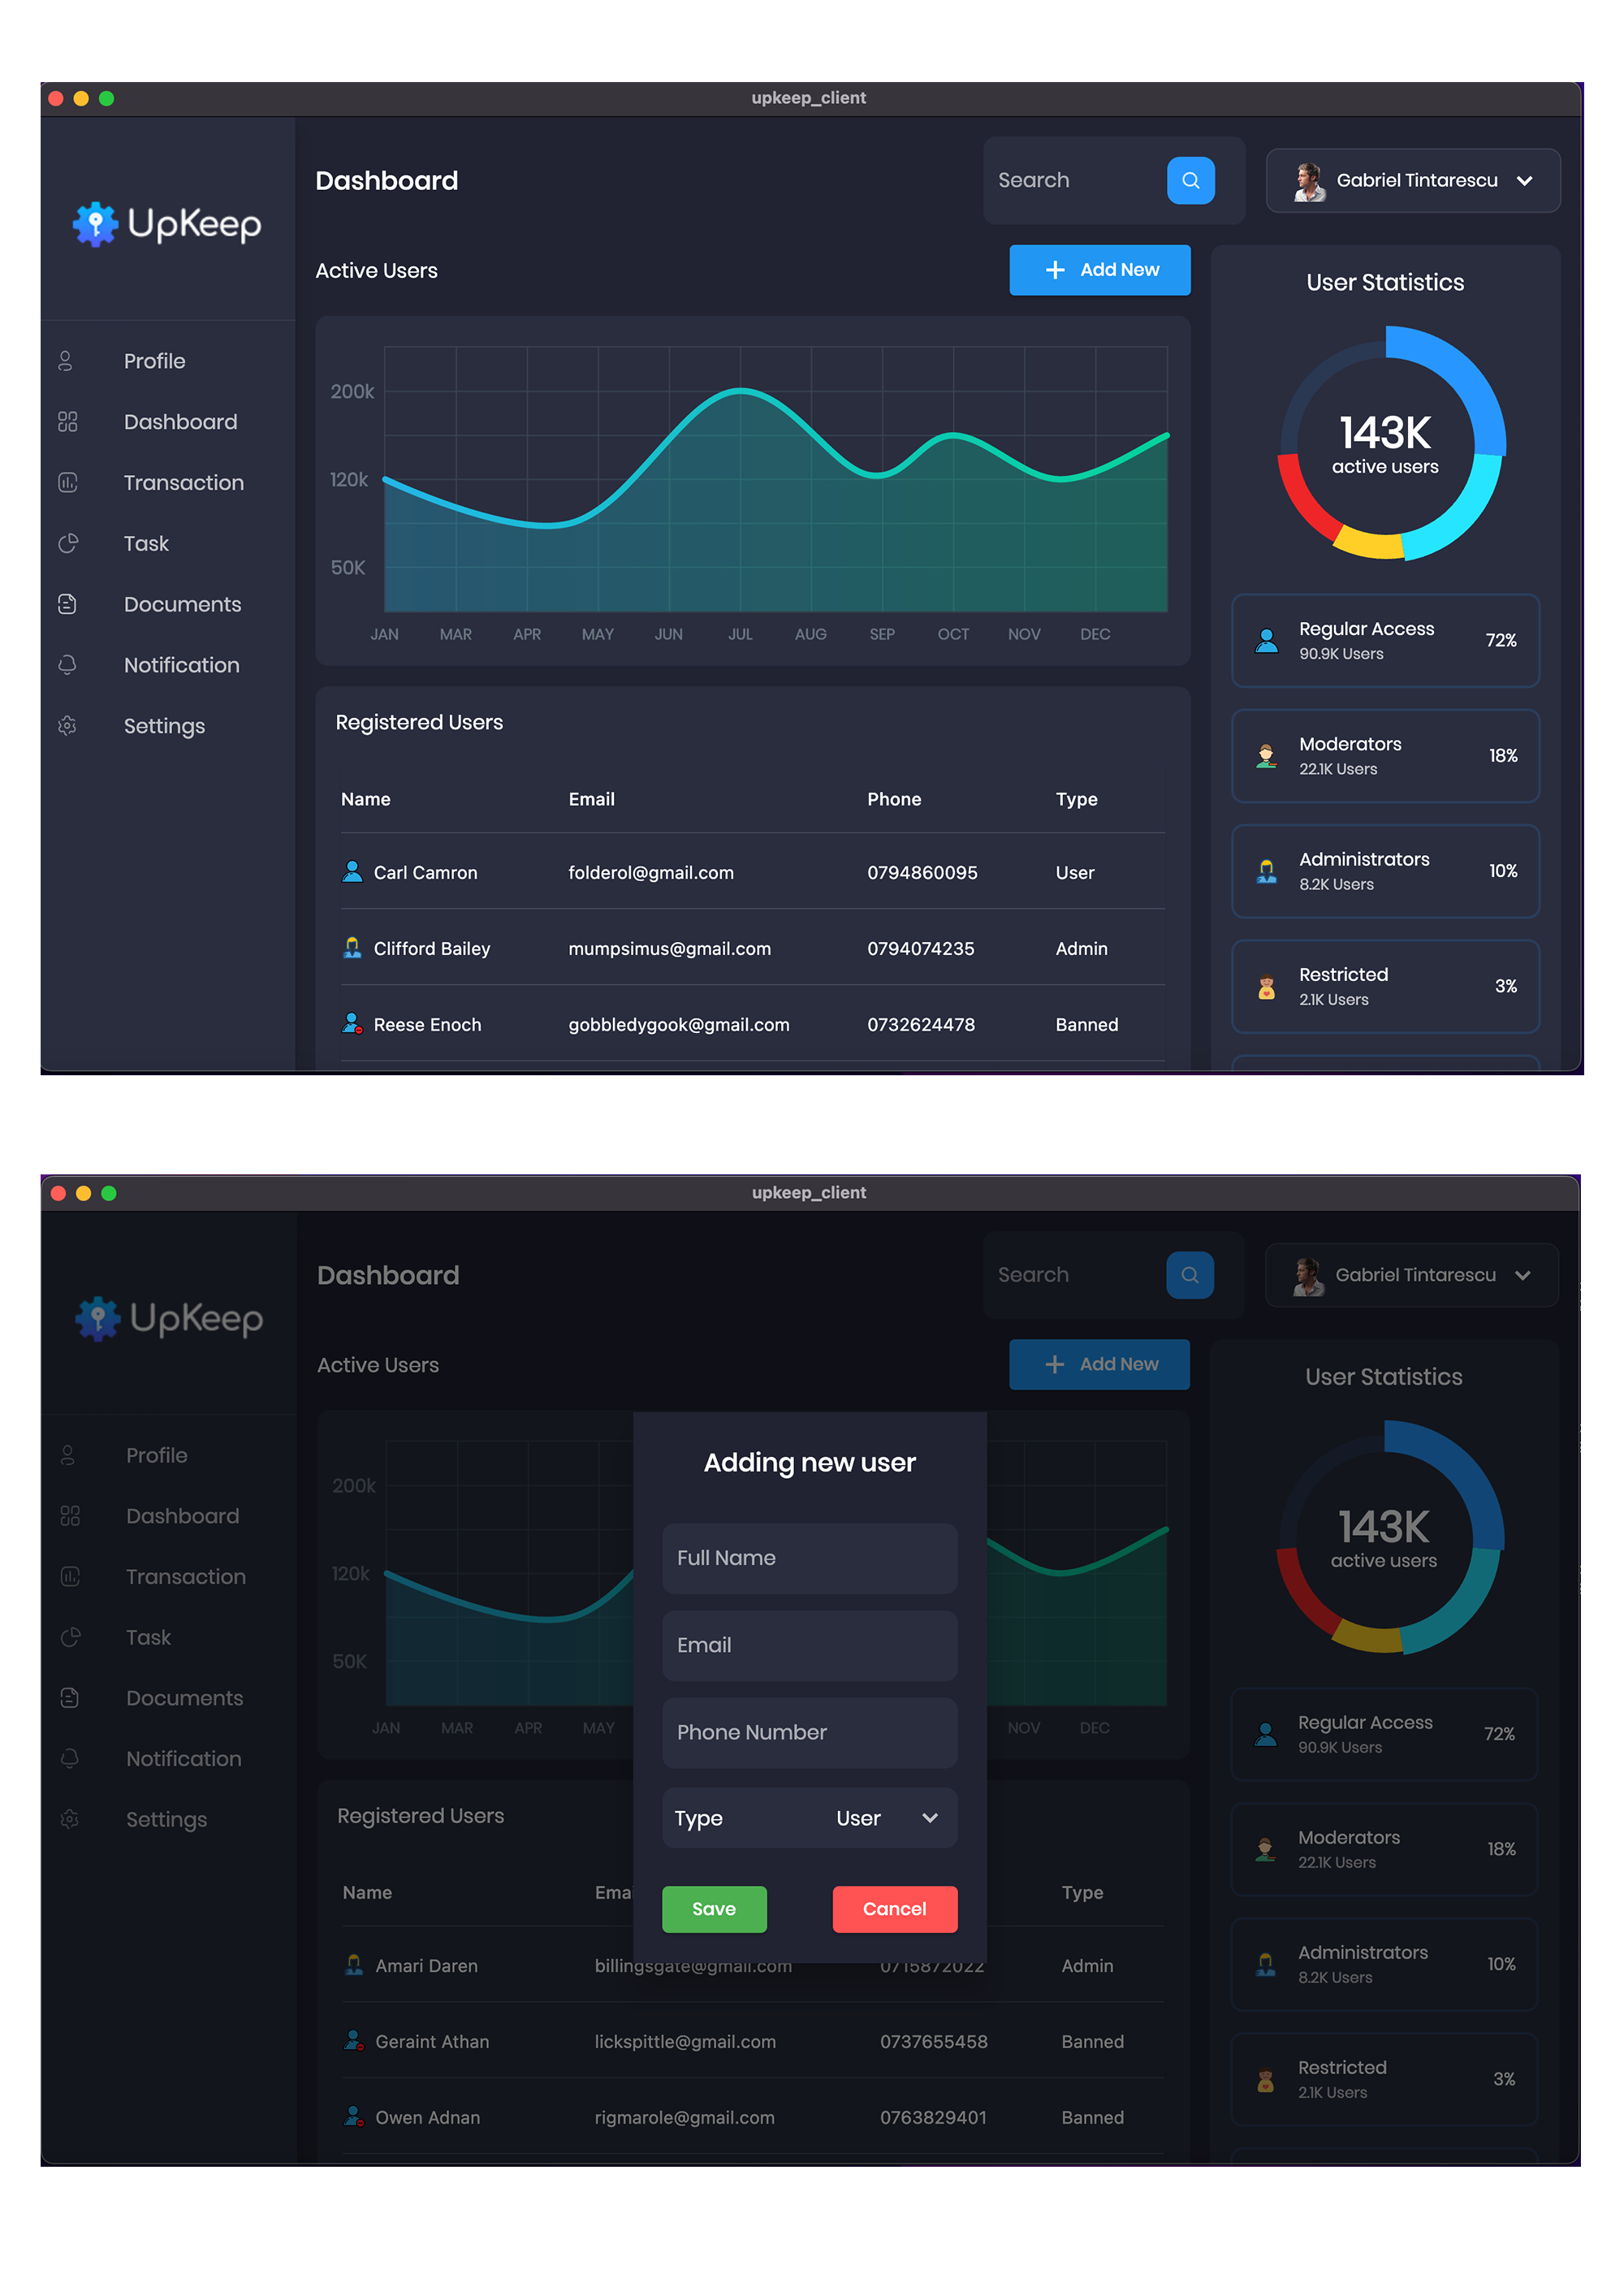 upkeep_client
UpKeep
Dashboard
Search
Gabriel Tintarescu
Active Users
Add New
User Statistics
Profile
Dashboard
Transaction
Task
Documents
Notification
Settings
200k
120k
50K
JAN MAR APR MAY JUN JUL AUG SEP OCT NOV DEC
143K
active users
Regular Access
90.9K Users
72%
Moderators
22.1K Users
18%
Administrators
8.2K Users
10%
Restricted
2.1K Users
3%
Registered Users
Name Email Phone Type
Carl Camron folderol@gmail.com 0794860095 User
Clifford Bailey mumpsimus@gmail.com 0794074235 Admin
Reese Enoch gobbledygook@gmail.com 0732624478 Banned
upkeep_client
UpKeep
Dashboard
Search
Gabriel Tintarescu
Active Users
Add New
User Statistics
Profile
Dashboard
Transaction
Task
Documents
Notification
Settings
200k
120k
50K
JAN MAR APR MAY NOV DEC
Adding new user
Full Name
Email
Phone Number
Type User
Save Cancel
143K
active users
Regular Access
90.9K Users
72%
Moderators
22.1K Users
18%
Administrators
8.2K Users
10%
Restricted
2.1K Users
3%
Registered Users
Name Emai Type
Amari Daren billingsgate@gmail.com 0715872022 Admin
Geraint Athan lickspittle@gmail.com 0737655458 Banned
Owen Adnan rigmarole@gmail.com 0763829401 Banned